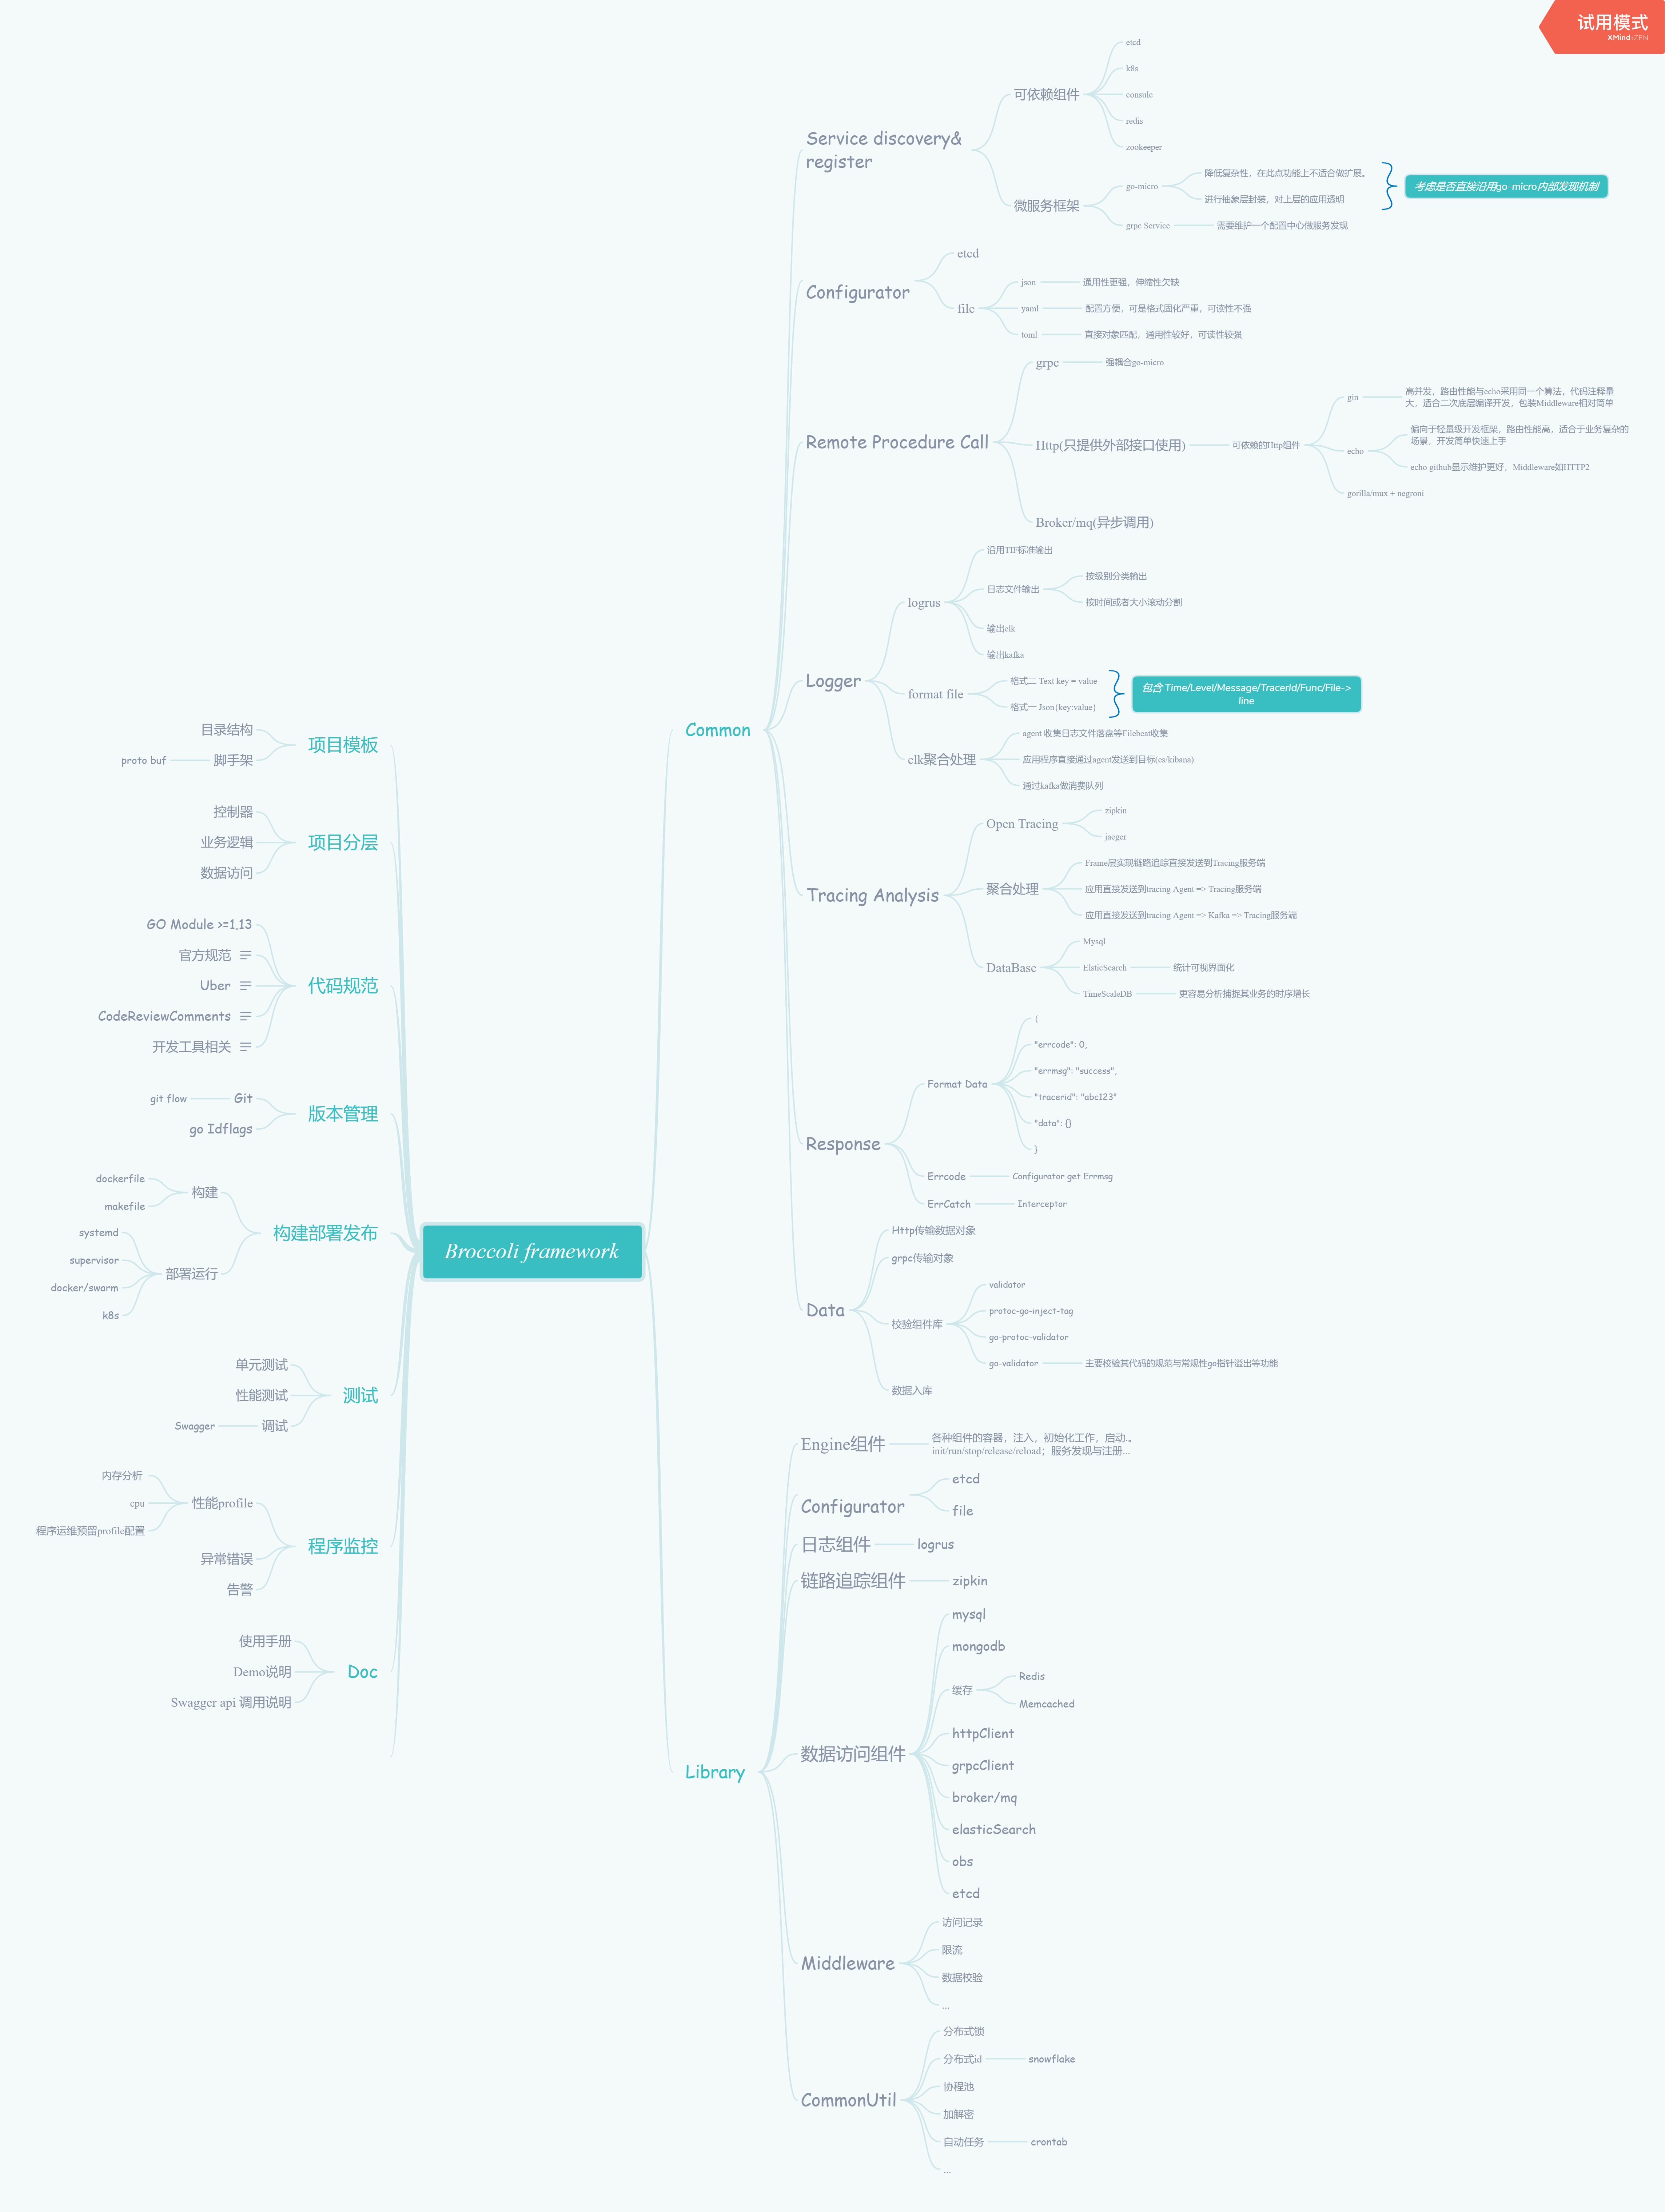 试用模式
XMind:ZEN
Broccoli framework
Common
Service discovery&
register
可依赖组件
etcd
k8s
consule
redis
zookeeper
微服务框架
go-micro
降低复杂性，在此点功能上不适合做扩展。
进行抽象层封装，对上层的应用透明
考虑是否直接沿用go-micro内部发现机制
grpc Service
需要维护一个配置中心做服务发现
Configurator
etcd
file
json
通用性更强，伸缩性欠缺
yaml
配置方便，可是格式固化严重，可读性不强
toml
直接对象匹配，通用性较好，可读性较强
Remote Procedure Call
grpc
强耦合go-micro
Http(只提供外部接口使用)
可依赖的Http组件
gin
高并发，路由性能与echo采用同一个算法，代码注释量
大，适合二次底层编译开发，包装Middleware相对简单
echo
偏向于轻量级开发框架，路由性能高，适合于业务复杂的
场景，开发简单快速上手
echo github显示维护更好，Middleware如HTTP2
gorilla/mux + negroni
Broker/mq(异步调用)
Logger
logrus
沿用TIF标准输出
日志文件输出
按级别分类输出
按时间或者大小滚动分割
输出elk
输出kafka
format file
格式二 Text key = value
格式一 Json{key:value}
包含 Time/Level/Message/TracerId/Func/File->
line
elk聚合处理
agent 收集日志文件落盘等Filebeat收集
应用程序直接通过agent发送到目标(es/kibana)
通过kafka做消费队列
Tracing Analysis
Open Tracing
zipkin
jaeger
聚合处理
Frame层实现链路追踪直接发送到Tracing服务端
应用直接发送到tracing Agent => Tracing服务端
应用直接发送到tracing Agent => Kafka => Tracing服务端
DataBase
Mysql
ElsticSearch
统计可视界面化
TimeScaleDB
更容易分析捕捉其业务的时序增长
Response
Format Data
{
"errcode": 0,
"errmsg": "success",
"tracerid": "abc123"
"data": {}
}
Errcode
Configurator get Errmsg
ErrCatch
Interceptor
Data
Http传输数据对象
grpc传输对象
校验组件库
validator
protoc-go-inject-tag
go-protoc-validator
go-validator
主要校验其代码的规范与常规性go指针溢出等功能
数据入库
Library
Engine组件
各种组件的容器，注入，初始化工作，启动.。
init/run/stop/release/reload；服务发现与注册...
Configurator
etcd
file
日志组件
logrus
链路追踪组件
zipkin
数据访问组件
mysql
mongodb
缓存
Redis
Memcached
httpClient
grpcClient
broker/mq
elasticSearch
obs
etcd
Middleware
访问记录
限流
数据校验
...
CommonUtil
分布式锁
分布式id
snowflake
协程池
加解密
自动任务
crontab
...
项目模板
目录结构
脚手架
proto buf
项目分层
控制器
业务逻辑
数据访问
代码规范
GO Module >=1.13
官方规范
Uber
CodeReviewComments
开发工具相关
版本管理
Git
git flow
go Idflags
构建部署发布
构建
dockerfile
makefile
部署运行
systemd
supervisor
docker/swarm
k8s
测试
单元测试
性能测试
调试
Swagger
程序监控
性能profile
内存分析
cpu
程序运维预留profile配置
异常错误
告警
Doc
使用手册
Demo说明
Swagger api 调用说明